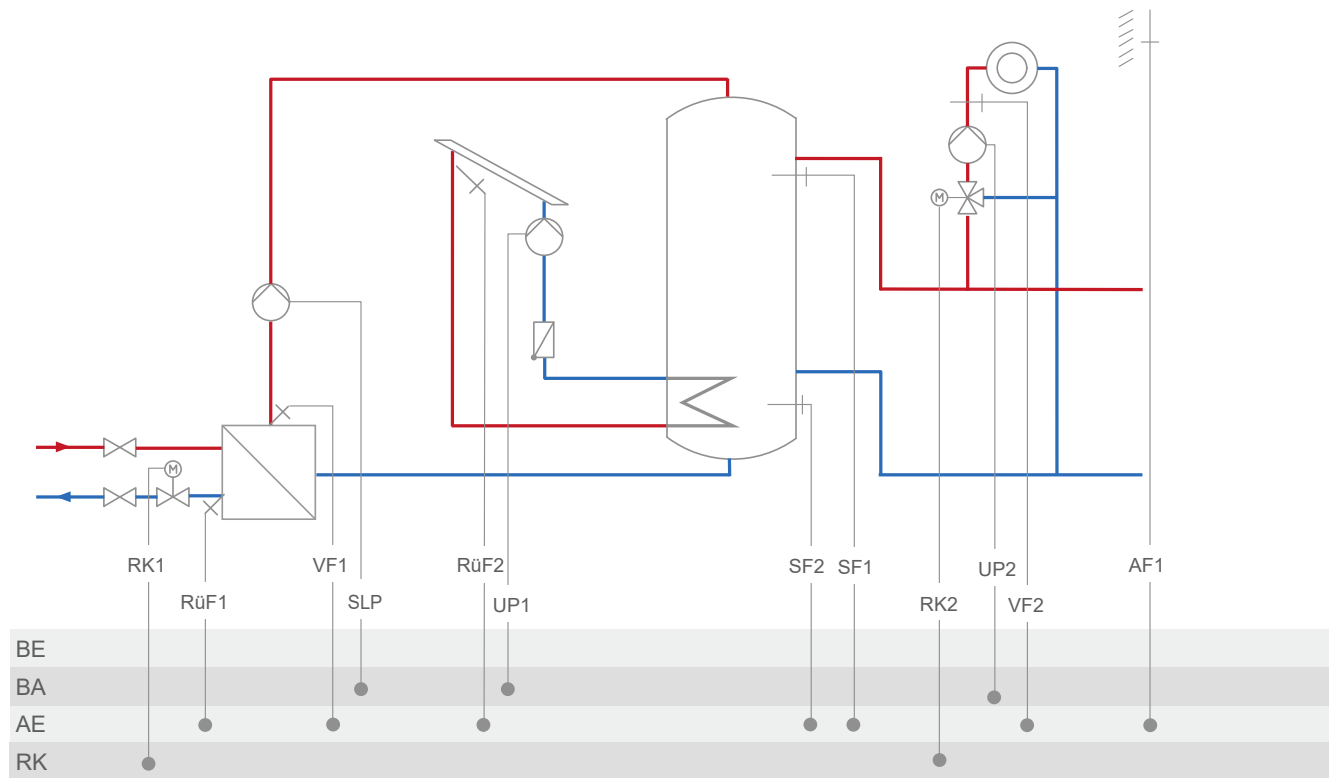 M
M
RK1
VF1
RüF2
SF2
SF1
UP2
AF1
RüF1
SLP
UP1
RK2
VF2
BE
BA
AE
RK